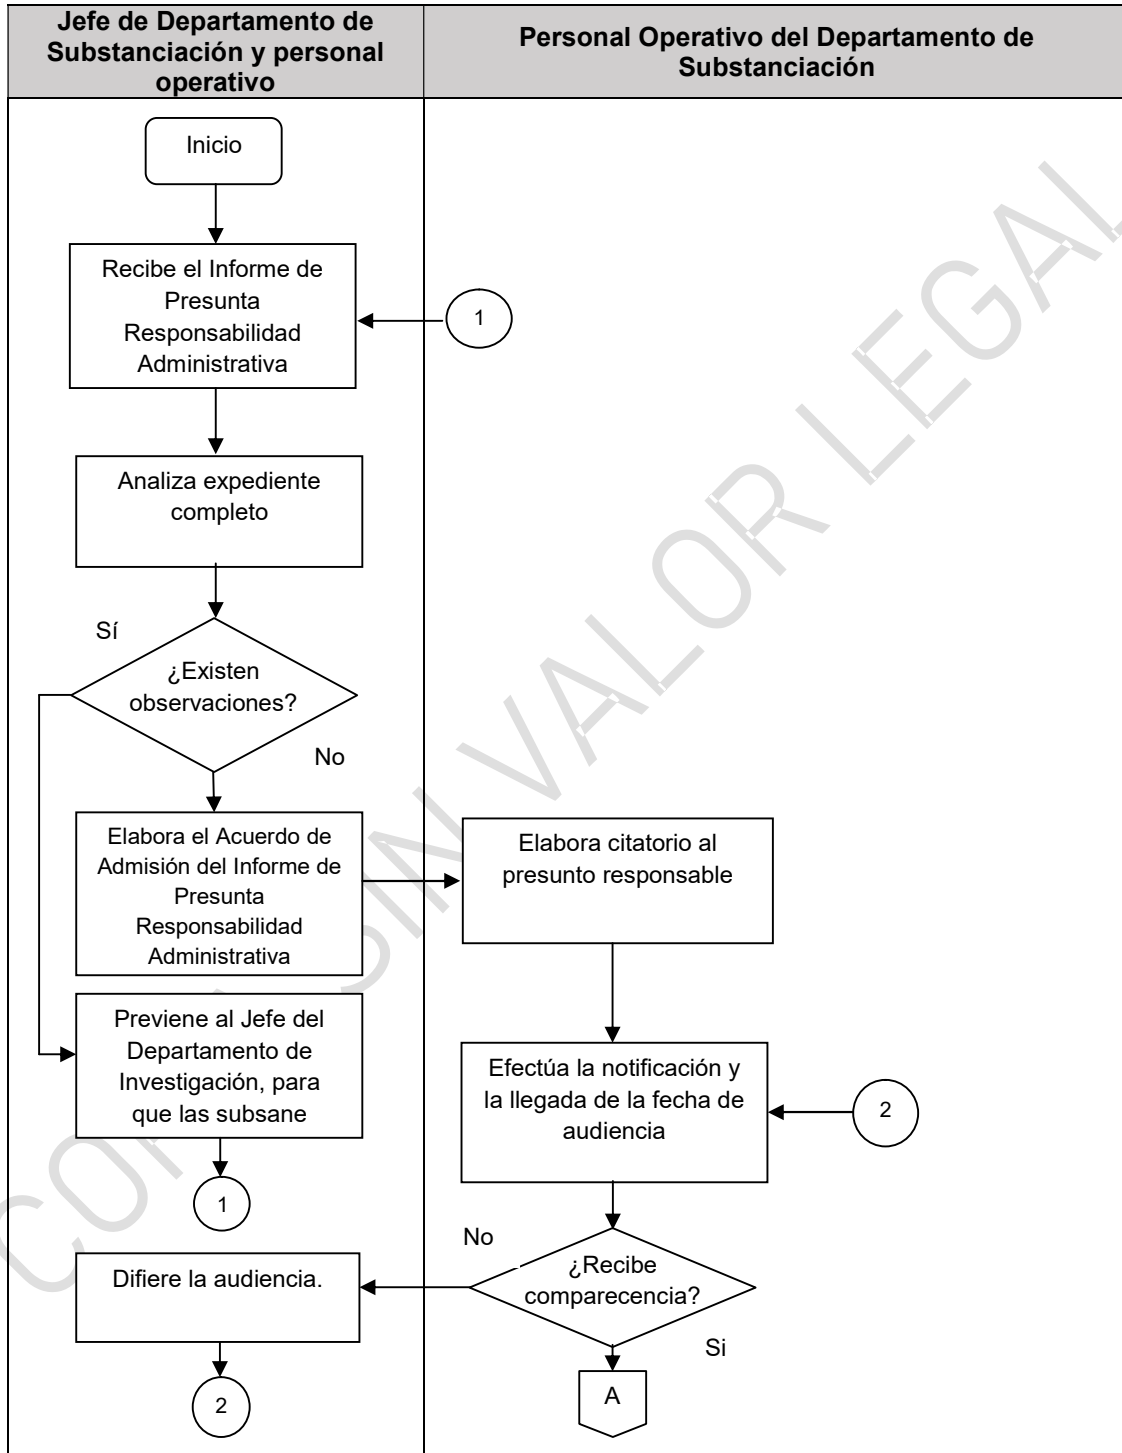 Jefe de Departamento de
Substanciación y personal
operativo
Personal Operativo del Departamento de
Substanciación
Inicio
Recibe el Informe de
Presunta
Responsabilidad
Administrativa
1
Analiza expediente
completo
Sí
¿Existen
observaciones?
No
Elabora el Acuerdo de
Admisión del Informe de
Presunta
Responsabilidad
Administrativa
Elabora citatorio al
presunto responsable
Previene al Jefe del
Departamento de
Investigación, para
que las subsane
Efectúa la notificación y
la llegada de la fecha de
audiencia
2
1
No
¿Recibe
comparecencia?
Difiere la audiencia.
Si
2
A
SIN VALOR LEGAL